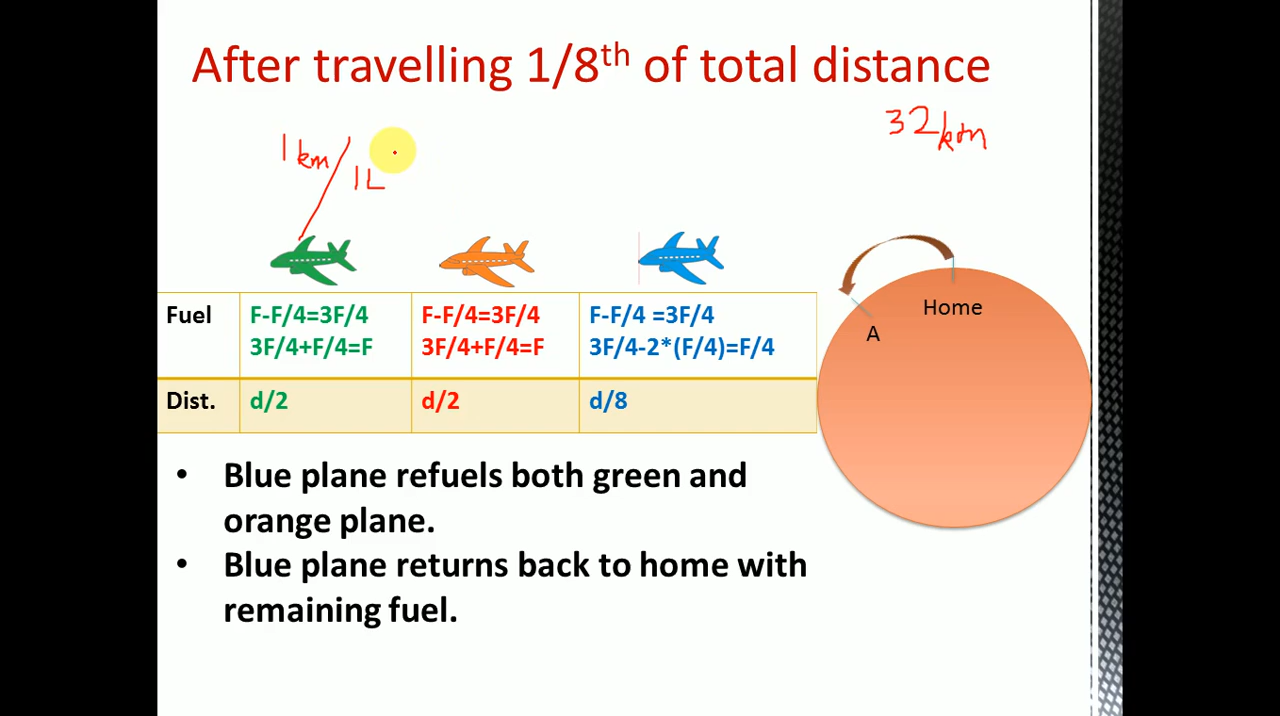 After travelling 1/8th of total distance
32km
1 km/1L
Home
A
Fuel
F-F/4=3F/4
3F/4+F/4=F
F-F/4=3F/4
3F/4+F/4=F
F-F/4 =3F/4
3F/4-2*(F/4)=F/4
Dist.
d/2
d/2
d/8
• Blue plane refuels both green and
orange plane.
• Blue plane returns back to home with
remaining fuel.